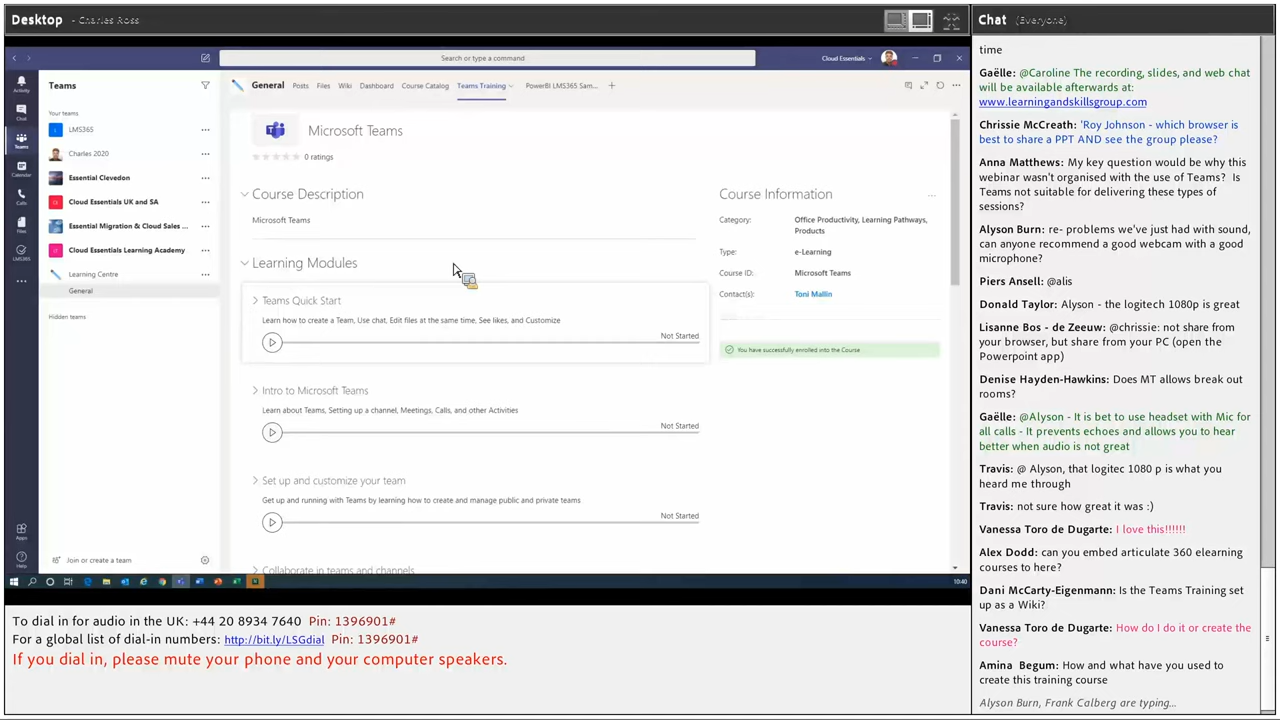 Desktop - Charles Ross
Search or type a command
Cloud Essentials
Activity
Chat
Teams
Calendar
Calls
Files
LMS365
Apps
Help
Teams
Your teams
LMS365
Charles 2020
Essential Clevedon
Cloud Essentials UK and SA
Essential Migration & Cloud Sales ...
Cloud Essentials Learning Academy
Learning Centre
General
Hidden teams
Join or create a team
General Posts Files Wiki Dashboard Course Catalog Teams Training PowerBI LMS365 Sam...
Microsoft Teams
0 ratings
Course Description
Microsoft Teams
Learning Modules
Teams Quick Start
Learn how to create a Team, Use chat, Edit files at the same time, See likes, and Customize
Not Started
Intro to Microsoft Teams
Learn about Teams, Setting up a channel, Meetings, Calls, and other Activities
Not Started
Set up and customize your team
Get up and running with Teams by learning how to create and manage public and private teams
Not Started
Collaborate in teams and channels
Course Information
Category: Office Productivity, Learning Pathways,
Products
Type: e-Learning
Course ID: Microsoft Teams
Contact(s): Toni Mallin
You have successfully enrolled into the Course
10:40
To dial in for audio in the UK: +44 20 8934 7640 Pin: 1396901#
For a global list of dial-in numbers: http://bit.ly/LSGdial Pin: 1396901#
If you dial in, please mute your phone and your computer speakers.
Chat (Everyone)
time
Gaëlle: @Caroline The recording, slides, and web chat
will be available afterwards at:
www.learningandskillsgroup.com
Chrissie McCreath: 'Roy Johnson - which browser is
best to share a PPT AND see the group please?
Anna Matthews: My key question would be why this
webinar wasn't organised with the use of Teams? Is
Teams not suitable for delivering these types of
sessions?
Alyson Burn: re- problems we've just had with sound,
can anyone recommend a good webcam with a good
microphone?
Piers Ansell: @alis
Donald Taylor: Alyson - the logitech 1080p is great
Lisanne Bos - de Zeeuw: @chrissie: not share from
your browser, but share from your PC (open the
Powerpoint app)
Denise Hayden-Hawkins: Does MT allows break out
rooms?
Gaëlle: @Alyson - It is bet to use headset with Mic for
all calls - It prevents echoes and allows you to hear
better when audio is not great
Travis: @ Alyson, that logitec 1080 p is what you
heard me through
Travis: not sure how great it was :)
Vanessa Toro de Dugarte: I love this!!!!!!
Alex Dodd: can you embed articulate 360 elearning
courses to here?
Dani McCarty-Eigenmann: Is the Teams Training set
up as a Wiki?
Vanessa Toro de Dugarte: How do I do it or create the
course?
Amina Begum: How and what have you used to
create this training course
Alyson Burn, Frank Calberg are typing...